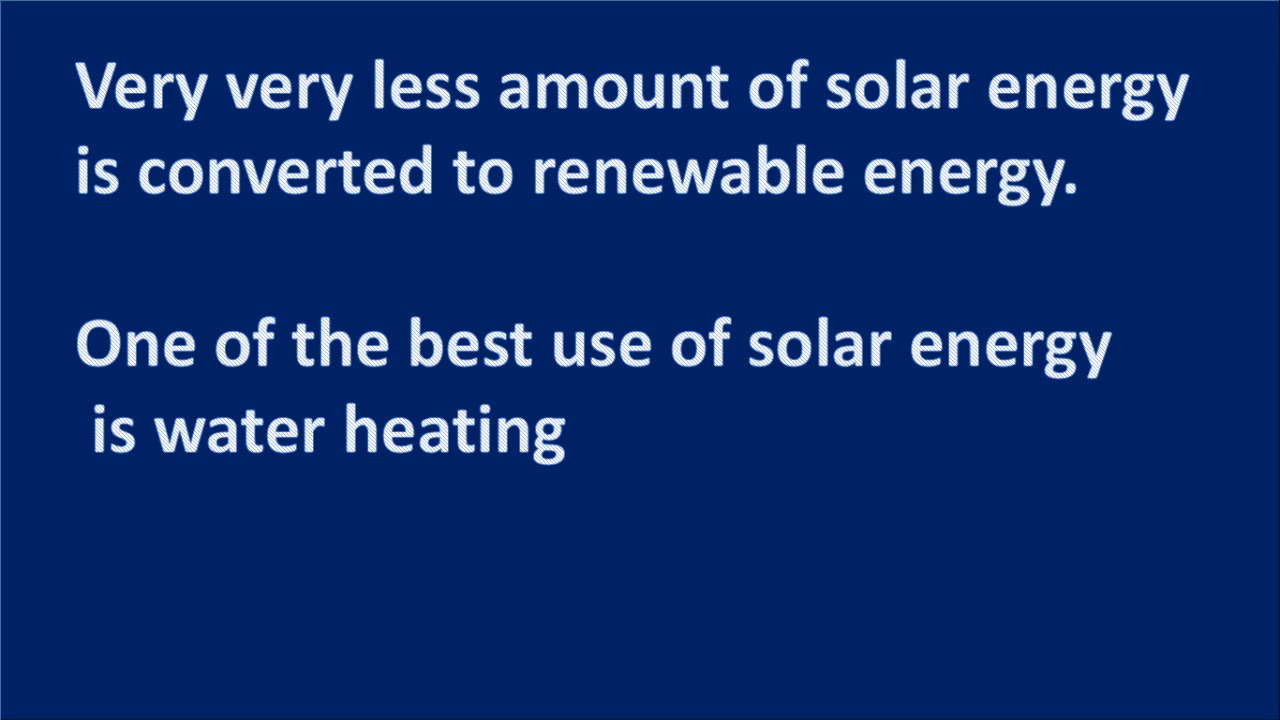 Very very less amount of solar energy
is converted to renewable energy.
One of the best use of solar energy
is water heating